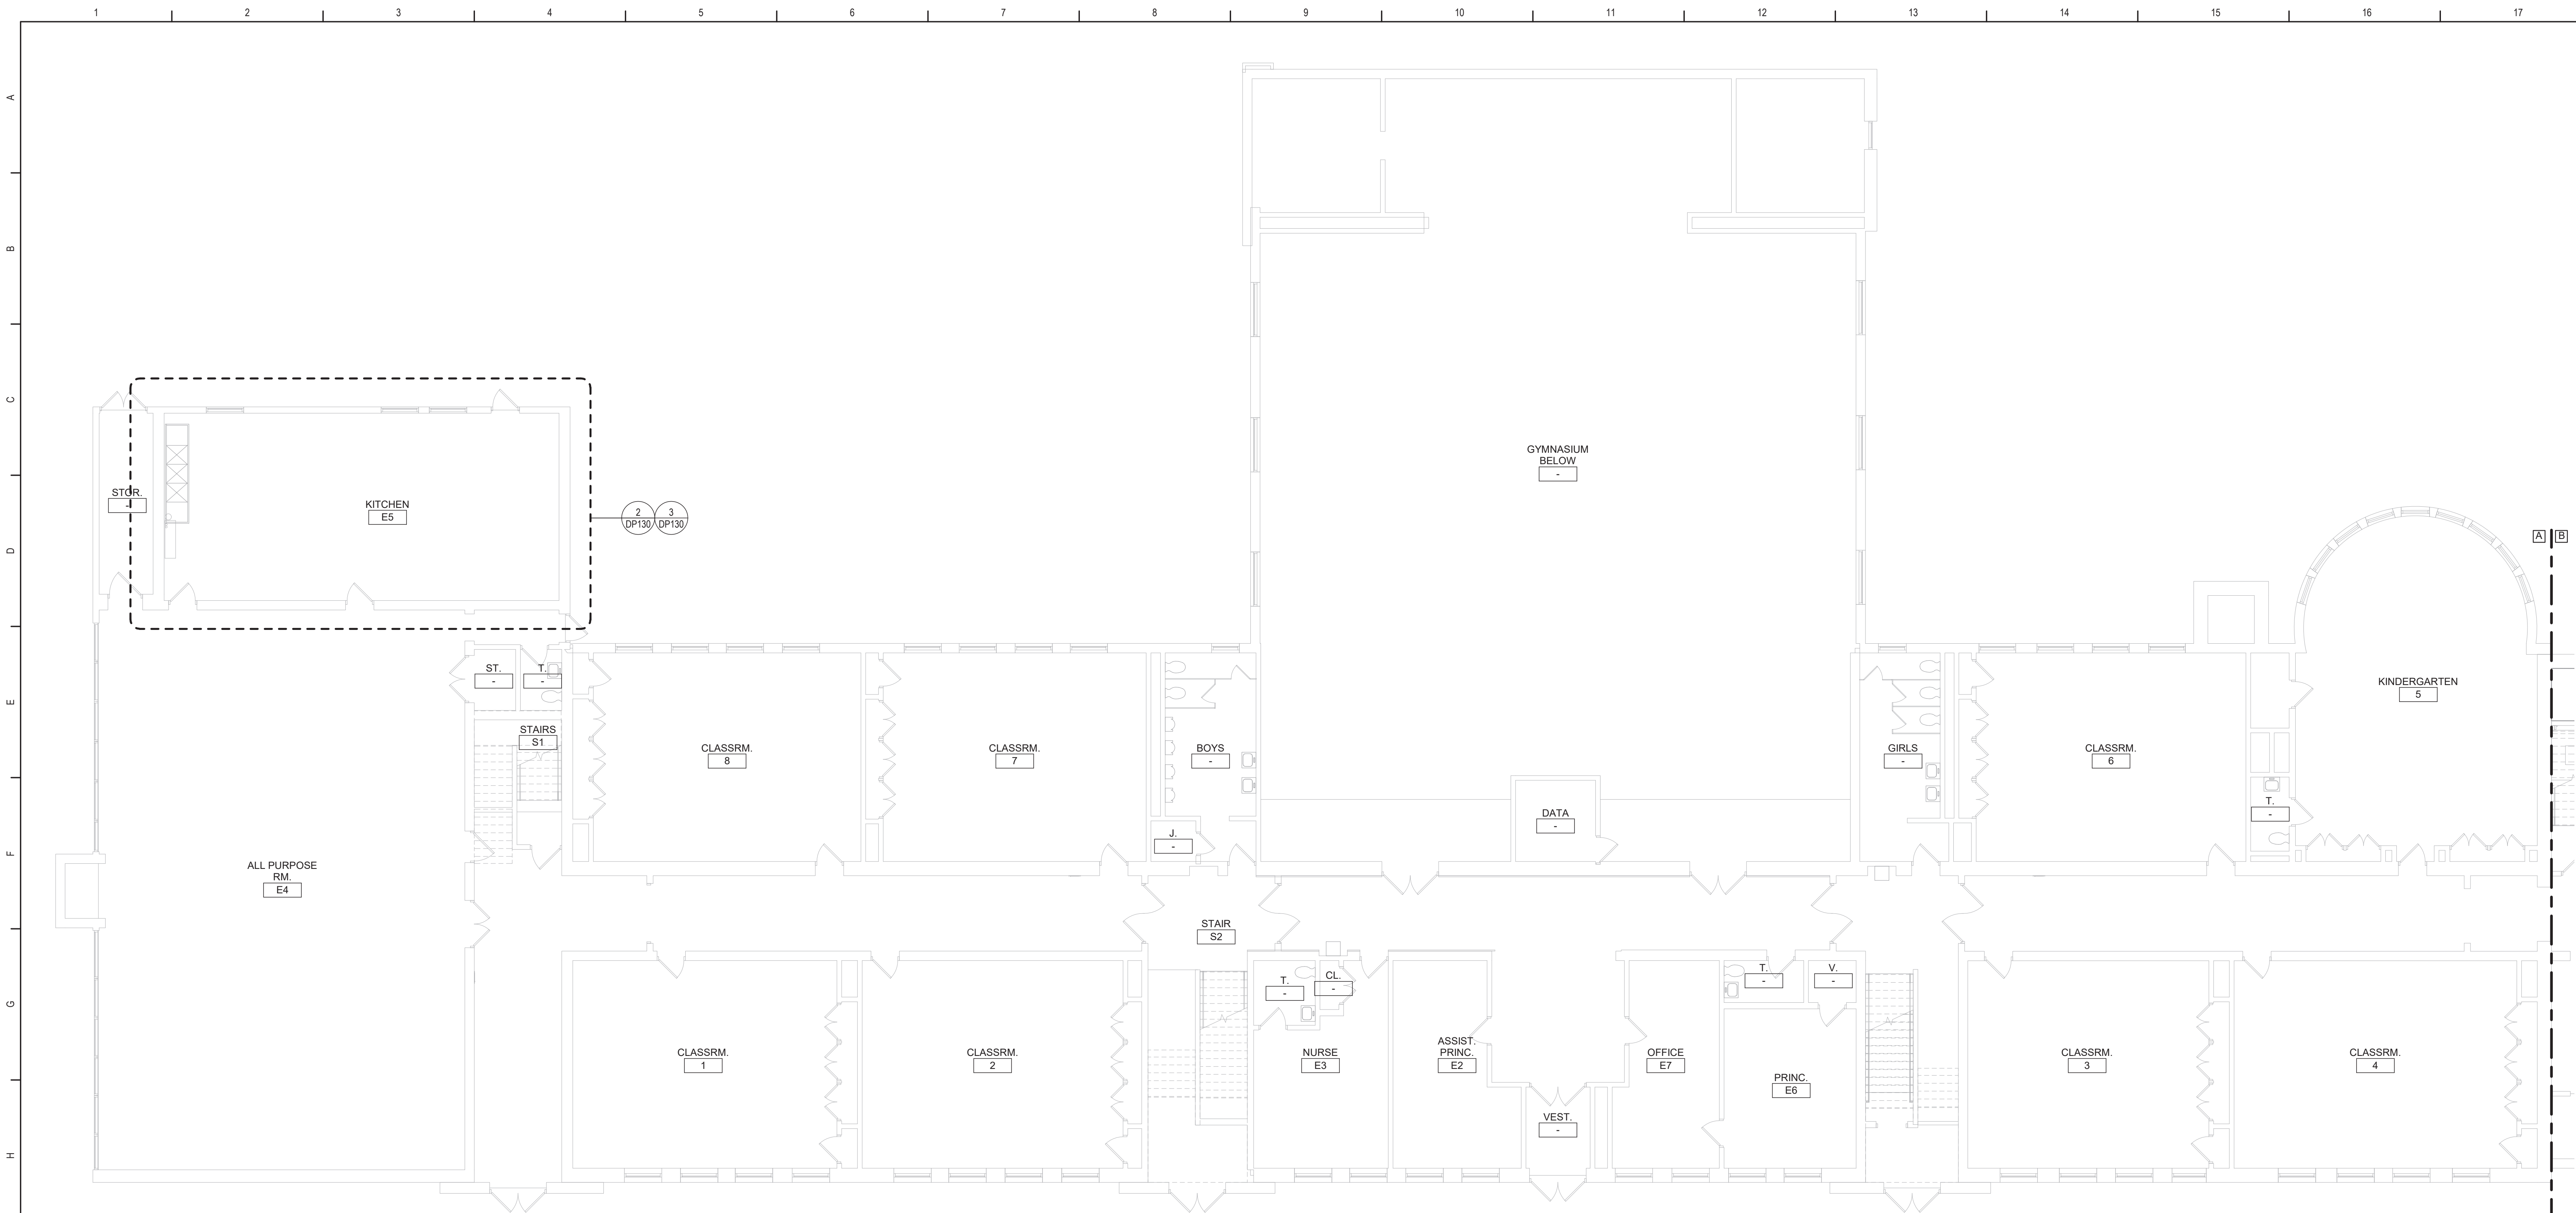 1 2 3 4 5 6 7 8 9 10 11 12 13 14 15 16 17
A
B
C
D
E
F
G
H
GYMNASIUM
BELOW
-
STOR.
-
KITCHEN
E5
2 3
DP130 DP130
A B
ST.
-
T.
-
STAIRS
S1
CLASSRM.
8
CLASSRM.
7
BOYS
-
GIRLS
-
CLASSRM.
6
KINDERGARTEN
5
DATA
-
J.
-
T.
-
ALL PURPOSE
RM.
E4
STAIR
S2
T.
-
CL.
-
T.
-
V.
-
CLASSRM.
1
CLASSRM.
2
NURSE
E3
ASSIST.
PRINC.
E2
OFFICE
E7
PRINC.
E6
CLASSRM.
3
CLASSRM.
4
VEST.
-